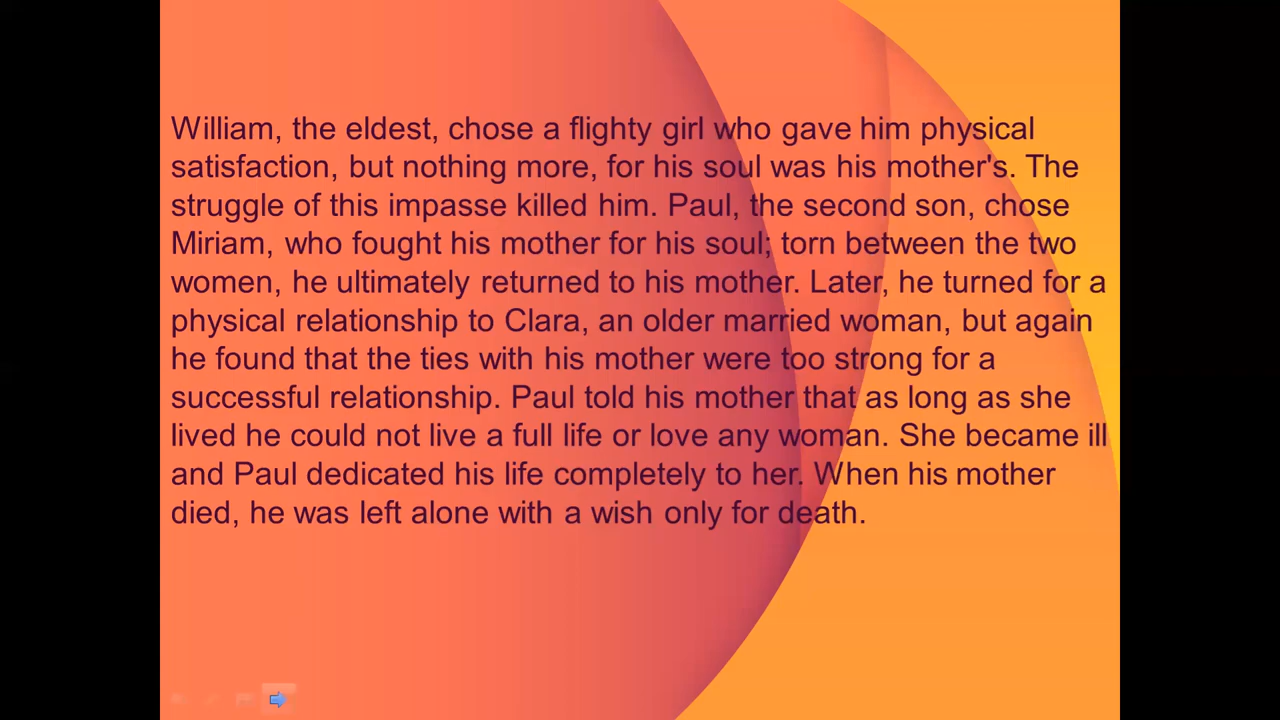 William, the eldest, chose a flighty girl who gave him physical
satisfaction, but nothing more, for his soul was his mother's. The
struggle of this impasse killed him. Paul, the second son, chose
Miriam, who fought his mother for his soul; torn between the two
women, he ultimately returned to his mother. Later, he turned for a
physical relationship to Clara, an older married woman, but again
he found that the ties with his mother were too strong for a
successful relationship. Paul told his mother that as long as she
lived he could not live a full life or love any woman. She became ill
and Paul dedicated his life completely to her. When his mother
died, he was left alone with a wish only for death.